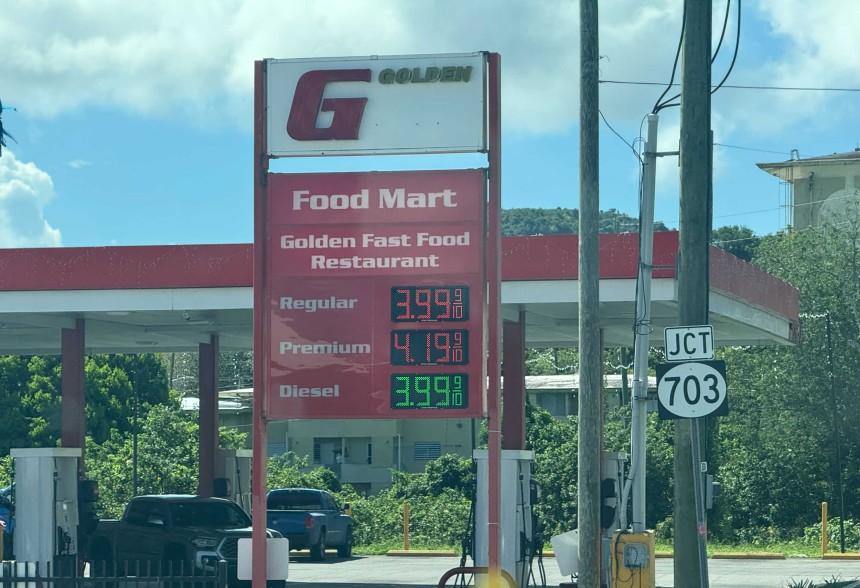 G GOLDEN
Food Mart
Golden Fast Food
Restaurant
Regular 3.99 9/10
Premium 4.19 9/10
Diesel 3.99 9/10
JCT
703